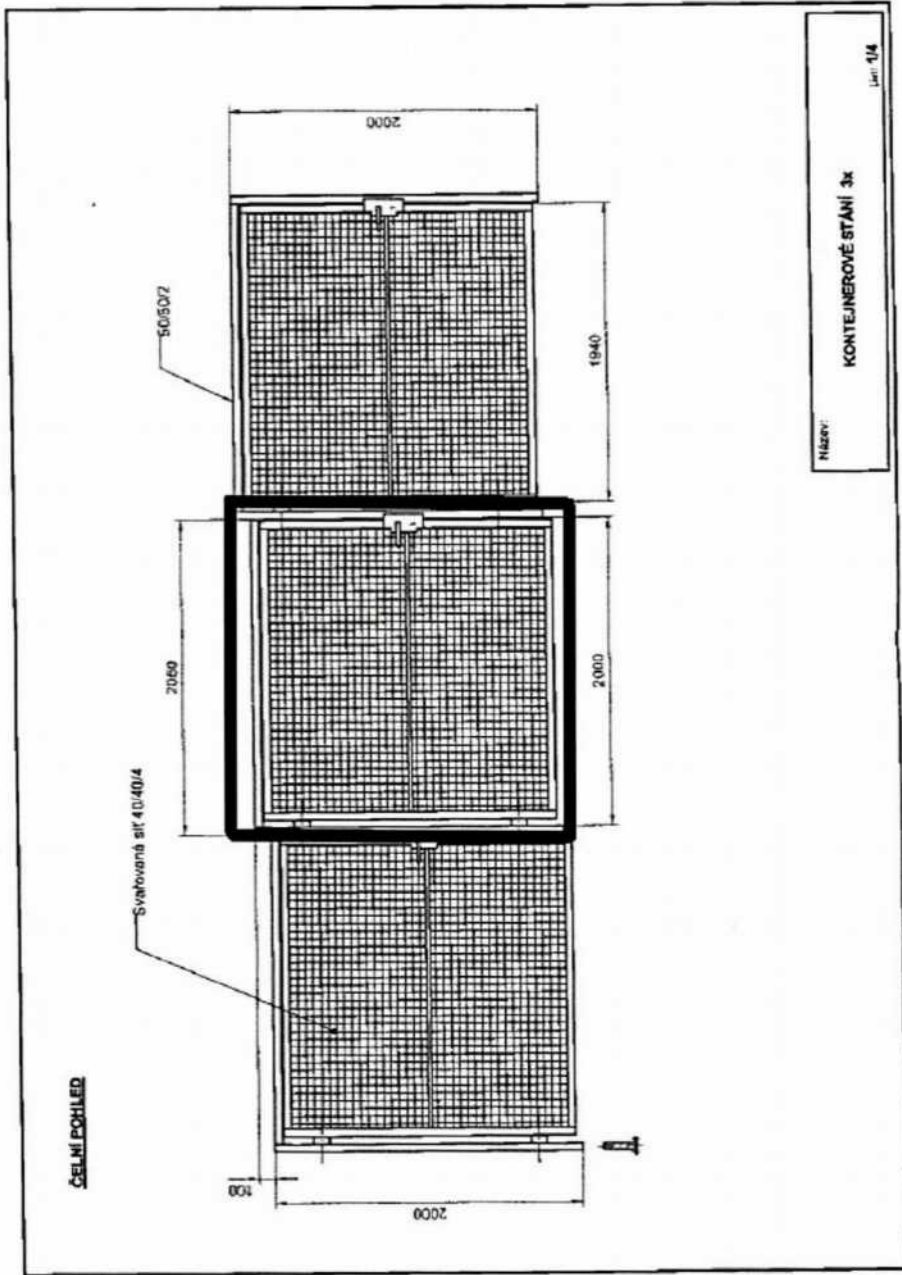 ČELNÍ POHLED
Svařovaná síť 40/40/4
50/50/2
2060
2000
100
2000
2000
1940
Název:
KONTEJNEROVÉ STÁNÍ 3x
List: 1/4